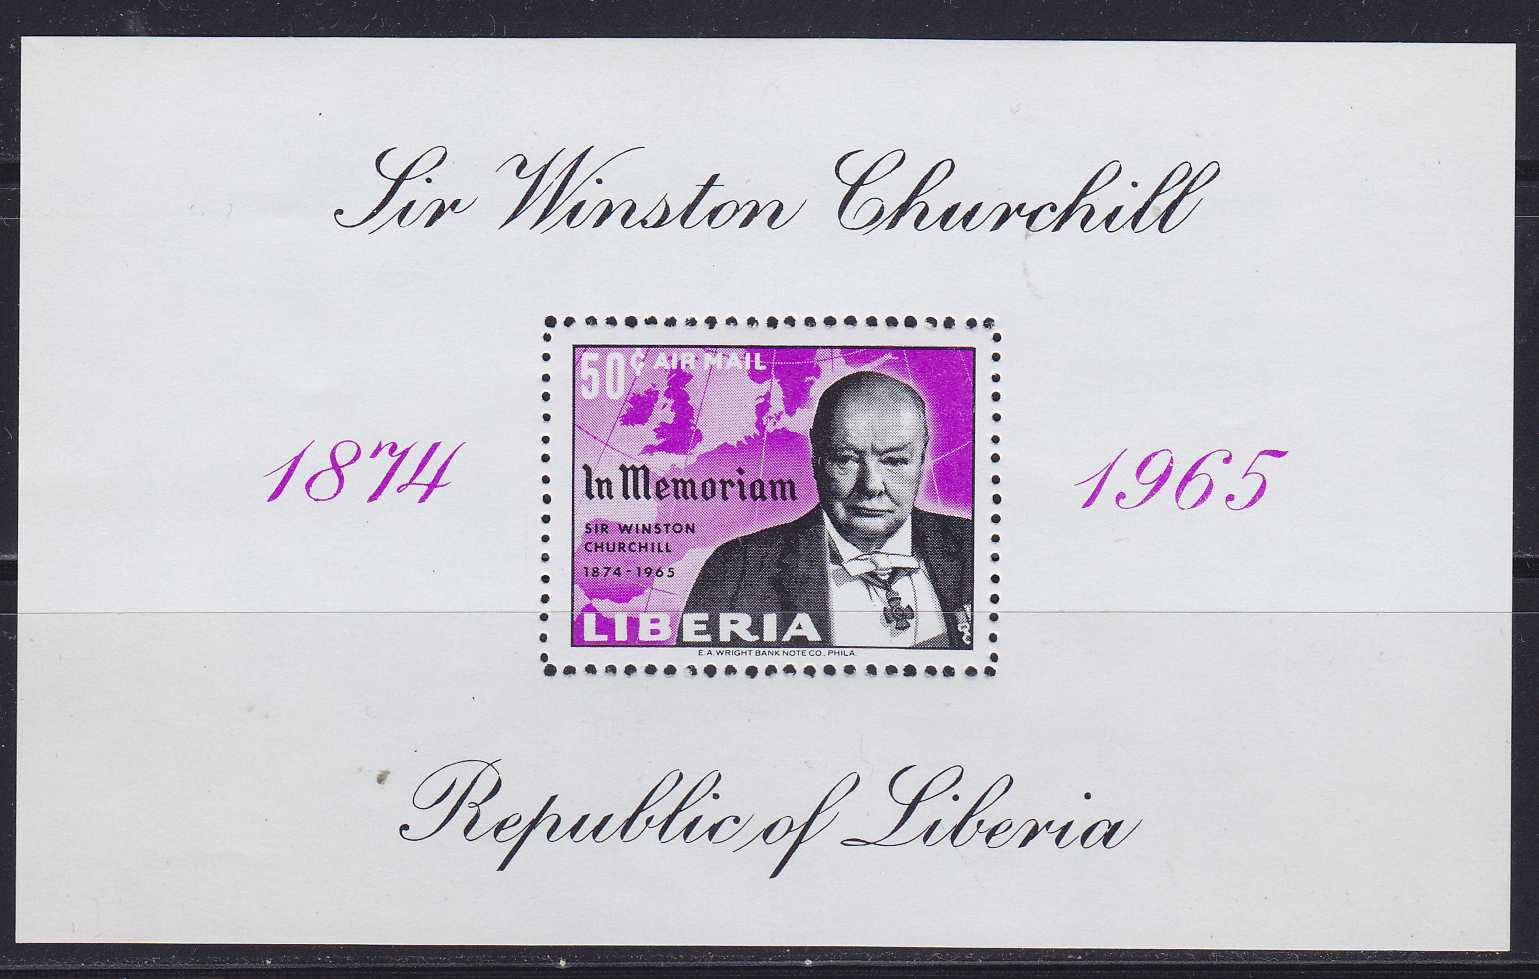 Sir Winston Churchill
50¢ AIR MAIL
1874
1965
In Memoriam
SIR WINSTON
CHURCHILL
1874-1965
LIBERIA
E.A. WRIGHT BANK NOTE CO., PHILA.
Republic of Liberia